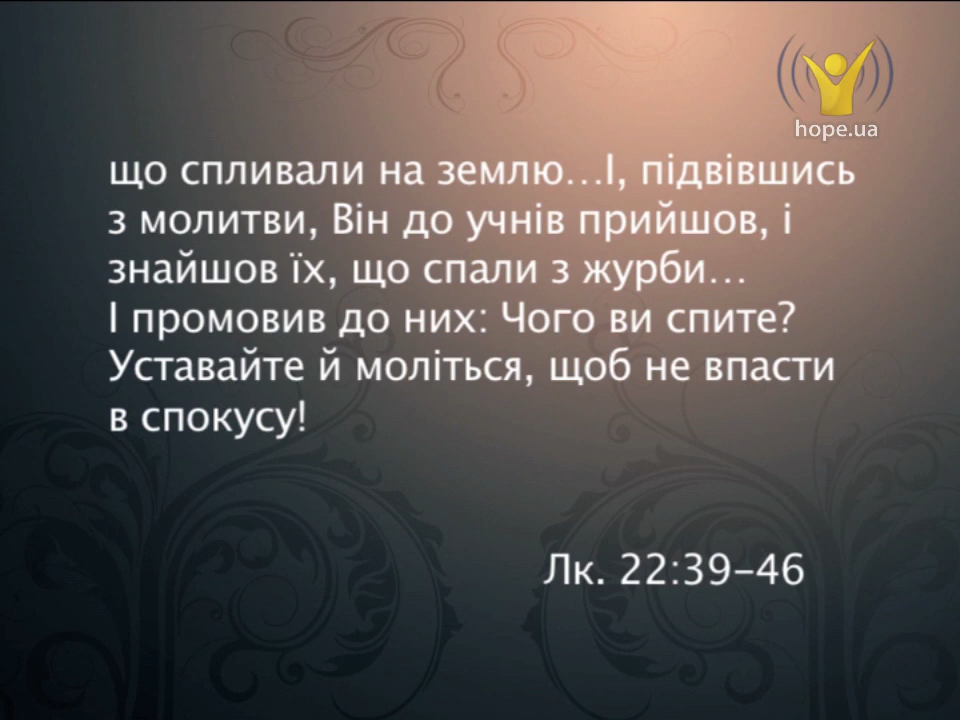 hope.ua
що спливали на землю…І, підвівшись
з молитви, Він до учнів прийшов, і
знайшов їх, що спали з журби…
І промовив до них: Чого ви спите?
Уставайте й моліться, щоб не впасти
в спокусу!
Лк. 22:39–46